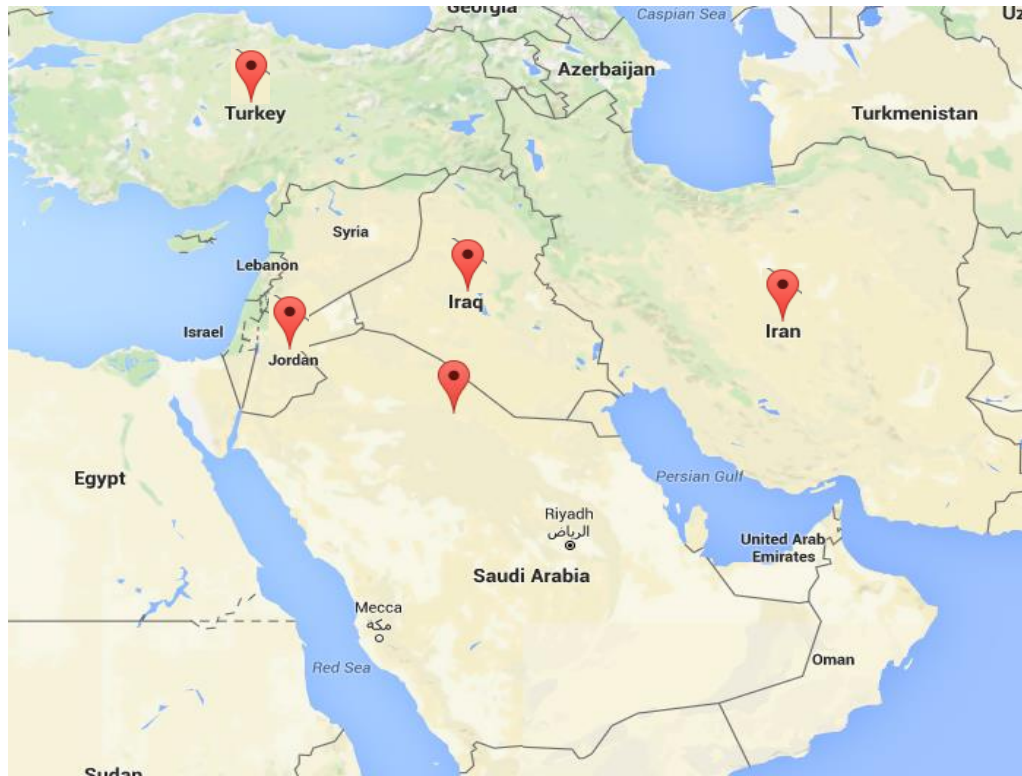 Georgia
Caspian Sea
Uz
Azerbaijan
Turkey
Turkmenistan
Syria
Lebanon
Iraq
Israel
Iran
Jordan
Egypt
Persian Gulf
Riyadh
الرياض
United Arab
Emirates
Saudi Arabia
Mecca
مكة
Red Sea
Oman
Sudan